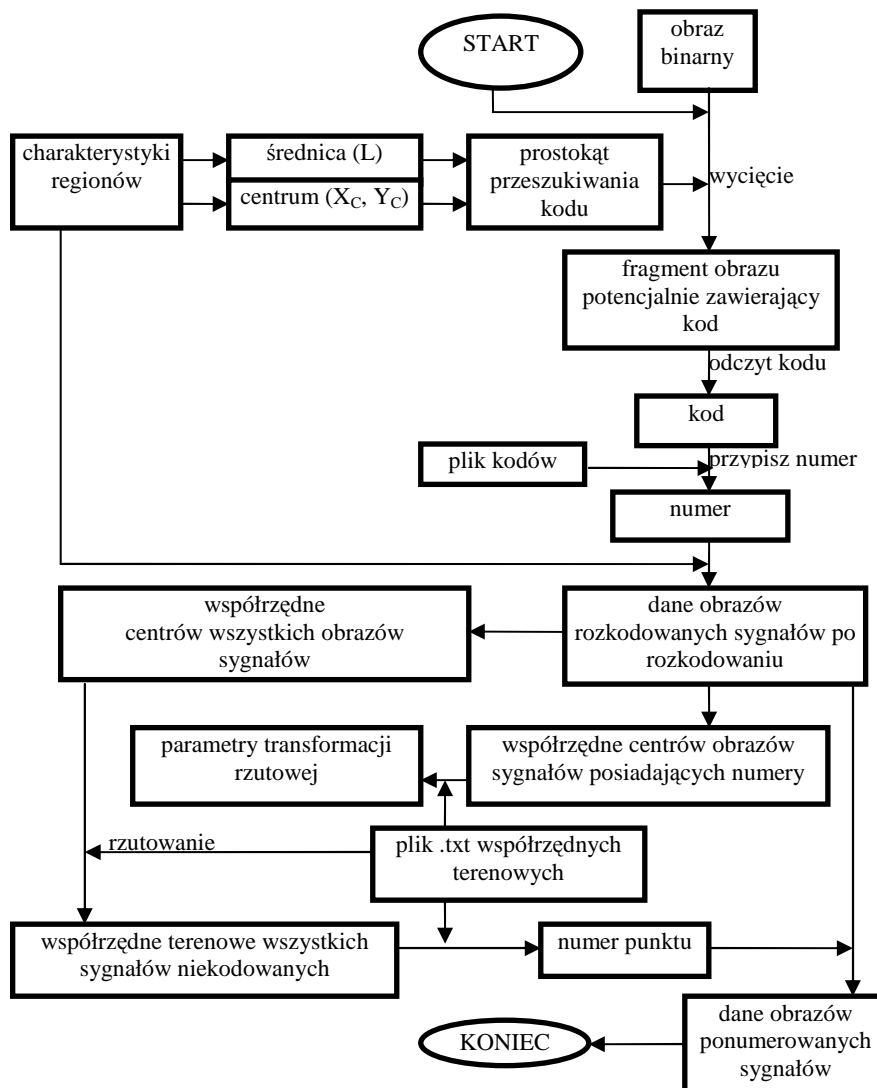 START
obraz
binarny
charakterystyki
regionów
średnica (L)
centrum (X_C, Y_C)
prostokąt
przeszukiwania
kodu
wycięcie
fragment obrazu
potencjalnie zawierający
kod
odczyt kodu
kod
plik kodów
przypisz numer
numer
współrzędne
centrów wszystkich obrazów
sygnałów
dane obrazów
rozkodowanych sygnałów po
rozkodowaniu
parametry transformacji
rzutowej
współrzędne centrów obrazów
sygnałów posiadających numery
rzutowanie
plik .txt współrzędnych
terenowych
współrzędne terenowe wszystkich
sygnałów niekodowanych
numer punktu
KONIEC
dane obrazów
ponumerowanych
sygnałów